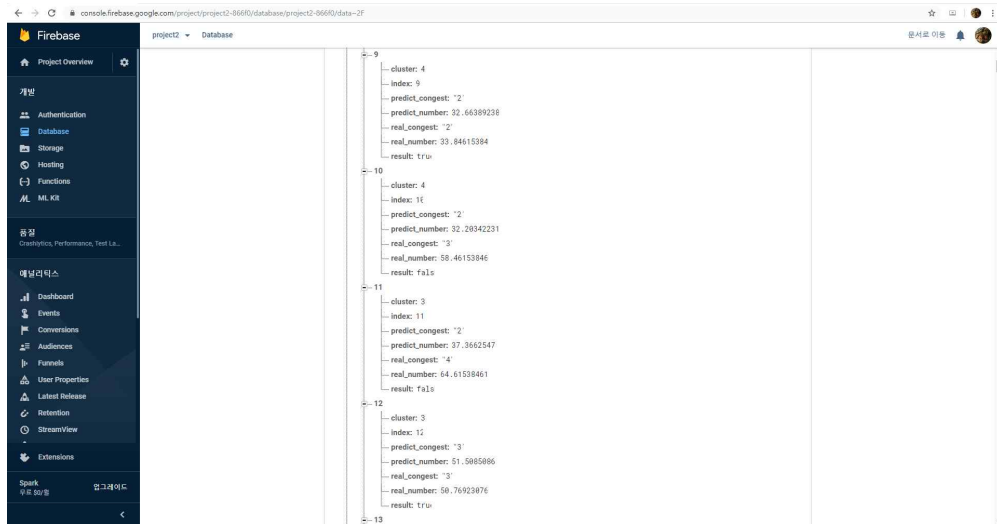 console.firebase.google.com/project/project2-866f0/database/project2-866f0/data~2F
Firebase
project2 Database
문서로 이동
Project Overview
개발
Authentication
Database
Storage
Hosting
Functions
ML Kit
품질
Crashlytics, Performance, Test La...
애널리틱스
Dashboard
Events
Conversions
Audiences
Funnels
User Properties
Latest Release
Retention
StreamView
Extensions
Spark
무료 $0/월
업그레이드
9
cluster: 4
index: 9
predict_congest: "2"
predict_number: 32.66389238
real_congest: "2"
real_number: 33.84615384
result: tru
10
cluster: 4
index: 10
predict_congest: "2"
predict_number: 32.20342231
real_congest: "3"
real_number: 58.46153846
result: fals
11
cluster: 3
index: 11
predict_congest: "2"
predict_number: 37.3662547
real_congest: "4"
real_number: 64.61538461
result: fals
12
cluster: 3
index: 12
predict_congest: "3"
predict_number: 51.5085086
real_congest: "3"
real_number: 50.76923076
result: tru
13